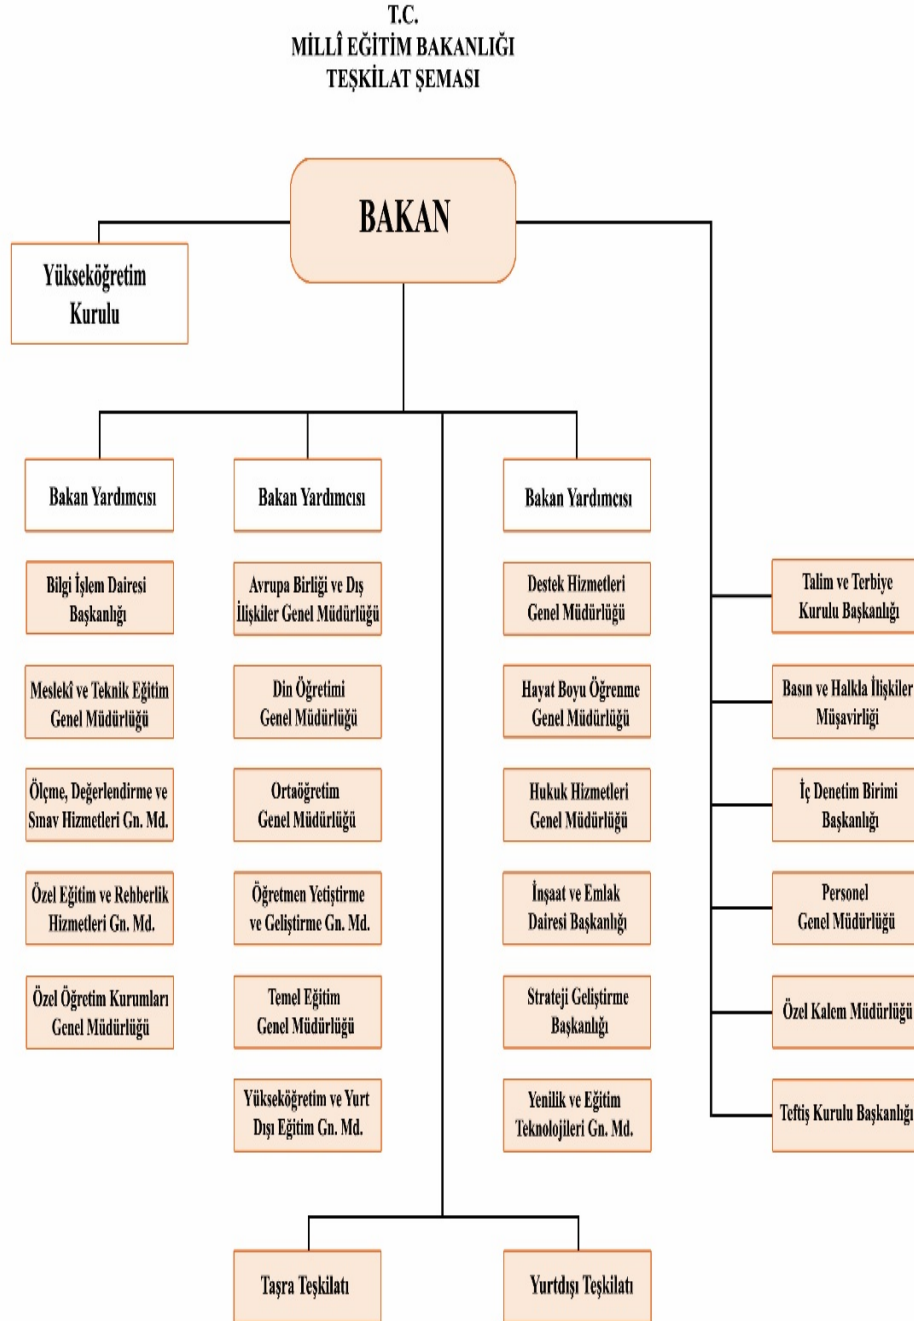 T.C.
MİLLÎ EĞİTİM BAKANLIĞI
TEŞKİLAT ŞEMASI
BAKAN
Yükseköğretim
Kurulu
Bakan Yardımcısı
Bilgi İşlem Dairesi
Başkanlığı
Meslekî ve Teknik Eğitim
Genel Müdürlüğü
Ölçme, Değerlendirme ve
Sınav Hizmetleri Gn. Md.
Özel Eğitim ve Rehberlik
Hizmetleri Gn. Md.
Özel Öğretim Kurumları
Genel Müdürlüğü
Bakan Yardımcısı
Avrupa Birliği ve Dış
İlişkiler Genel Müdürlüğü
Din Öğretimi
Genel Müdürlüğü
Ortaöğretim
Genel Müdürlüğü
Öğretmen Yetiştirme
ve Geliştirme Gn. Md.
Temel Eğitim
Genel Müdürlüğü
Yükseköğretim ve Yurt
Dışı Eğitim Gn. Md.
Bakan Yardımcısı
Destek Hizmetleri
Genel Müdürlüğü
Hayat Boyu Öğrenme
Genel Müdürlüğü
Hukuk Hizmetleri
Genel Müdürlüğü
İnşaat ve Emlak
Dairesi Başkanlığı
Strateji Geliştirme
Başkanlığı
Yenilik ve Eğitim
Teknolojileri Gn. Md.
Talim ve Terbiye
Kurulu Başkanlığı
Basın ve Halkla İlişkiler
Müşavirliği
İç Denetim Birimi
Başkanlığı
Personel
Genel Müdürlüğü
Özel Kalem Müdürlüğü
Teftiş Kurulu Başkanlığı
Taşra Teşkilatı
Yurtdışı Teşkilatı